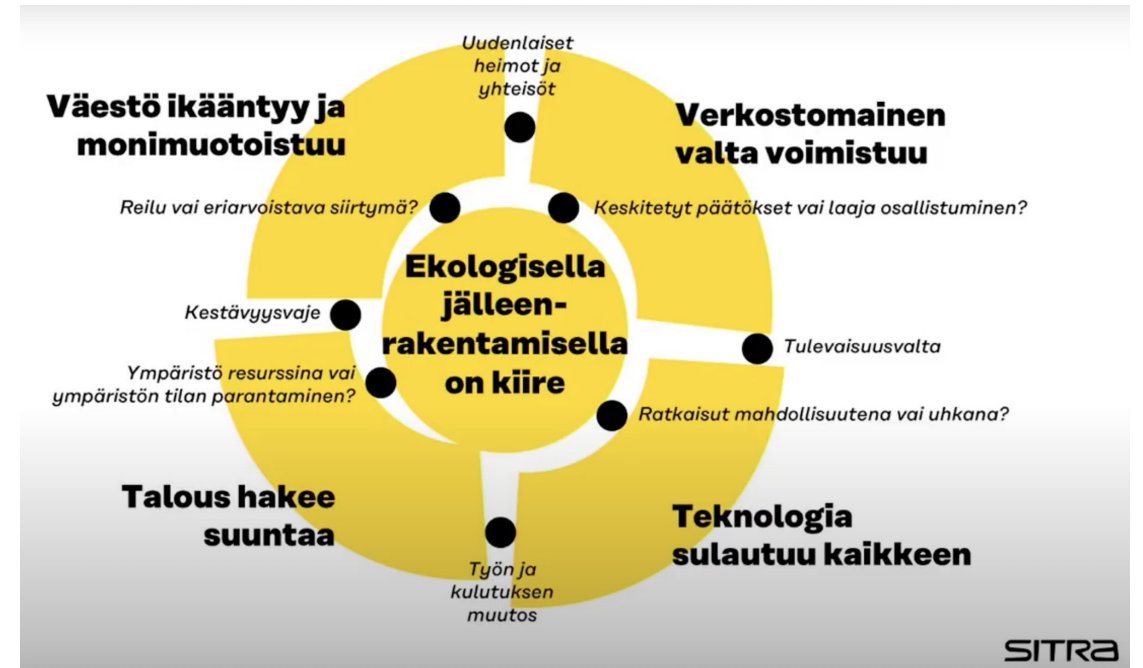 Uudenlaiset
heimot ja
yhteisöt
Väestö ikääntyy ja
monimuotoistuu
Verkostomainen
valta voimistuu
Reilu vai eriarvoistava siirtymä?
Keskitetyt päätökset vai laaja osallistuminen?
Ekologisella
jälleen-
rakentamisella
on kiire
Kestävyysvaje
Tulevaisuusvalta
Ympäristö resurssina vai
ympäristön tilan parantaminen?
Ratkaisut mahdollisuutena vai uhkana?
Talous hakee
suuntaa
Teknologia
sulautuu kaikkeen
Työn ja
kulutuksen
muutos
SITRA